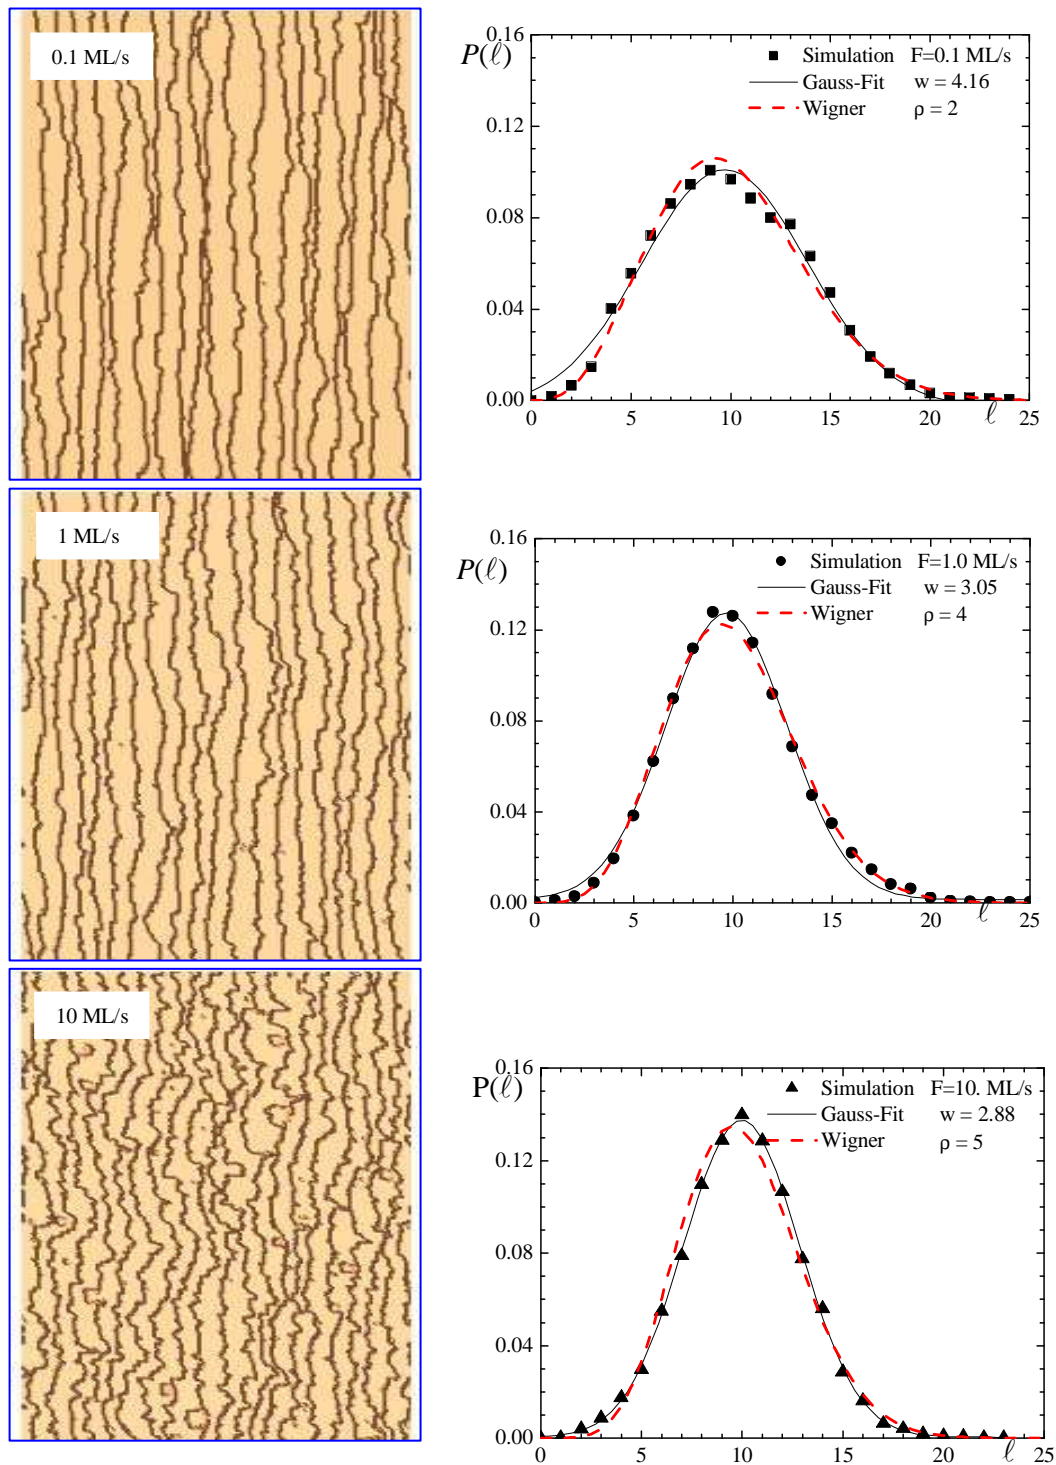 0.1 ML/s
P(ℓ)
0.16
0.12
0.08
0.04
0.00
Simulation F=0.1 ML/s
Gauss-Fit w = 4.16
Wigner ρ = 2
0 5 10 15 20 25
ℓ
1 ML/s
P(ℓ)
0.16
0.12
0.08
0.04
0.00
Simulation F=1.0 ML/s
Gauss-Fit w = 3.05
Wigner ρ = 4
0 5 10 15 20 25
ℓ
10 ML/s
P(ℓ)
0.16
0.12
0.08
0.04
0.00
Simulation F=10. ML/s
Gauss-Fit w = 2.88
Wigner ρ = 5
0 5 10 15 20 25
ℓ